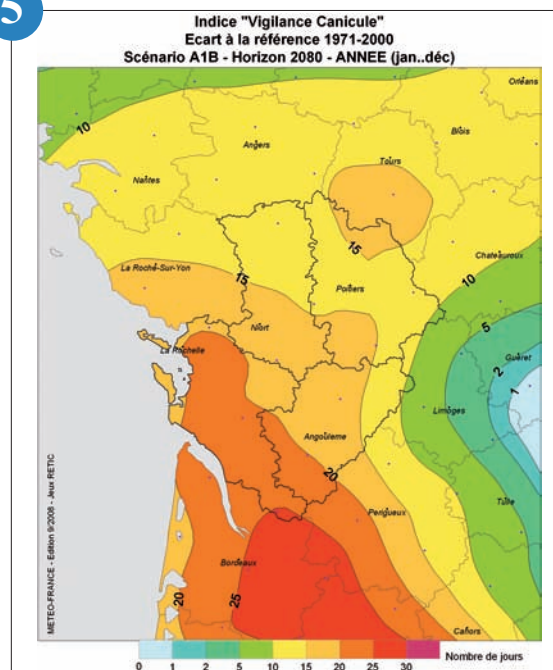 5
Indice "Vigilance Canicule"
Ecart à la référence 1971-2000
Scénario A1B - Horizon 2080 - ANNEE (jan..déc)
Orléans
10
Blois
Angers
Tours
Nantes
15
Chateauroux
La Roche-Sur-Yon
15
10
Poitiers
5
Niort
Guéret
La Rochelle
2
1
Limoges
Angouleme
20
Tulle
Perigueux
Bordeaux
20
25
Cahors
METEO-FRANCE - Edition 9/2008 - Jeux RETIC
0 1 2 5 10 15 20 25 30
Nombre de jours